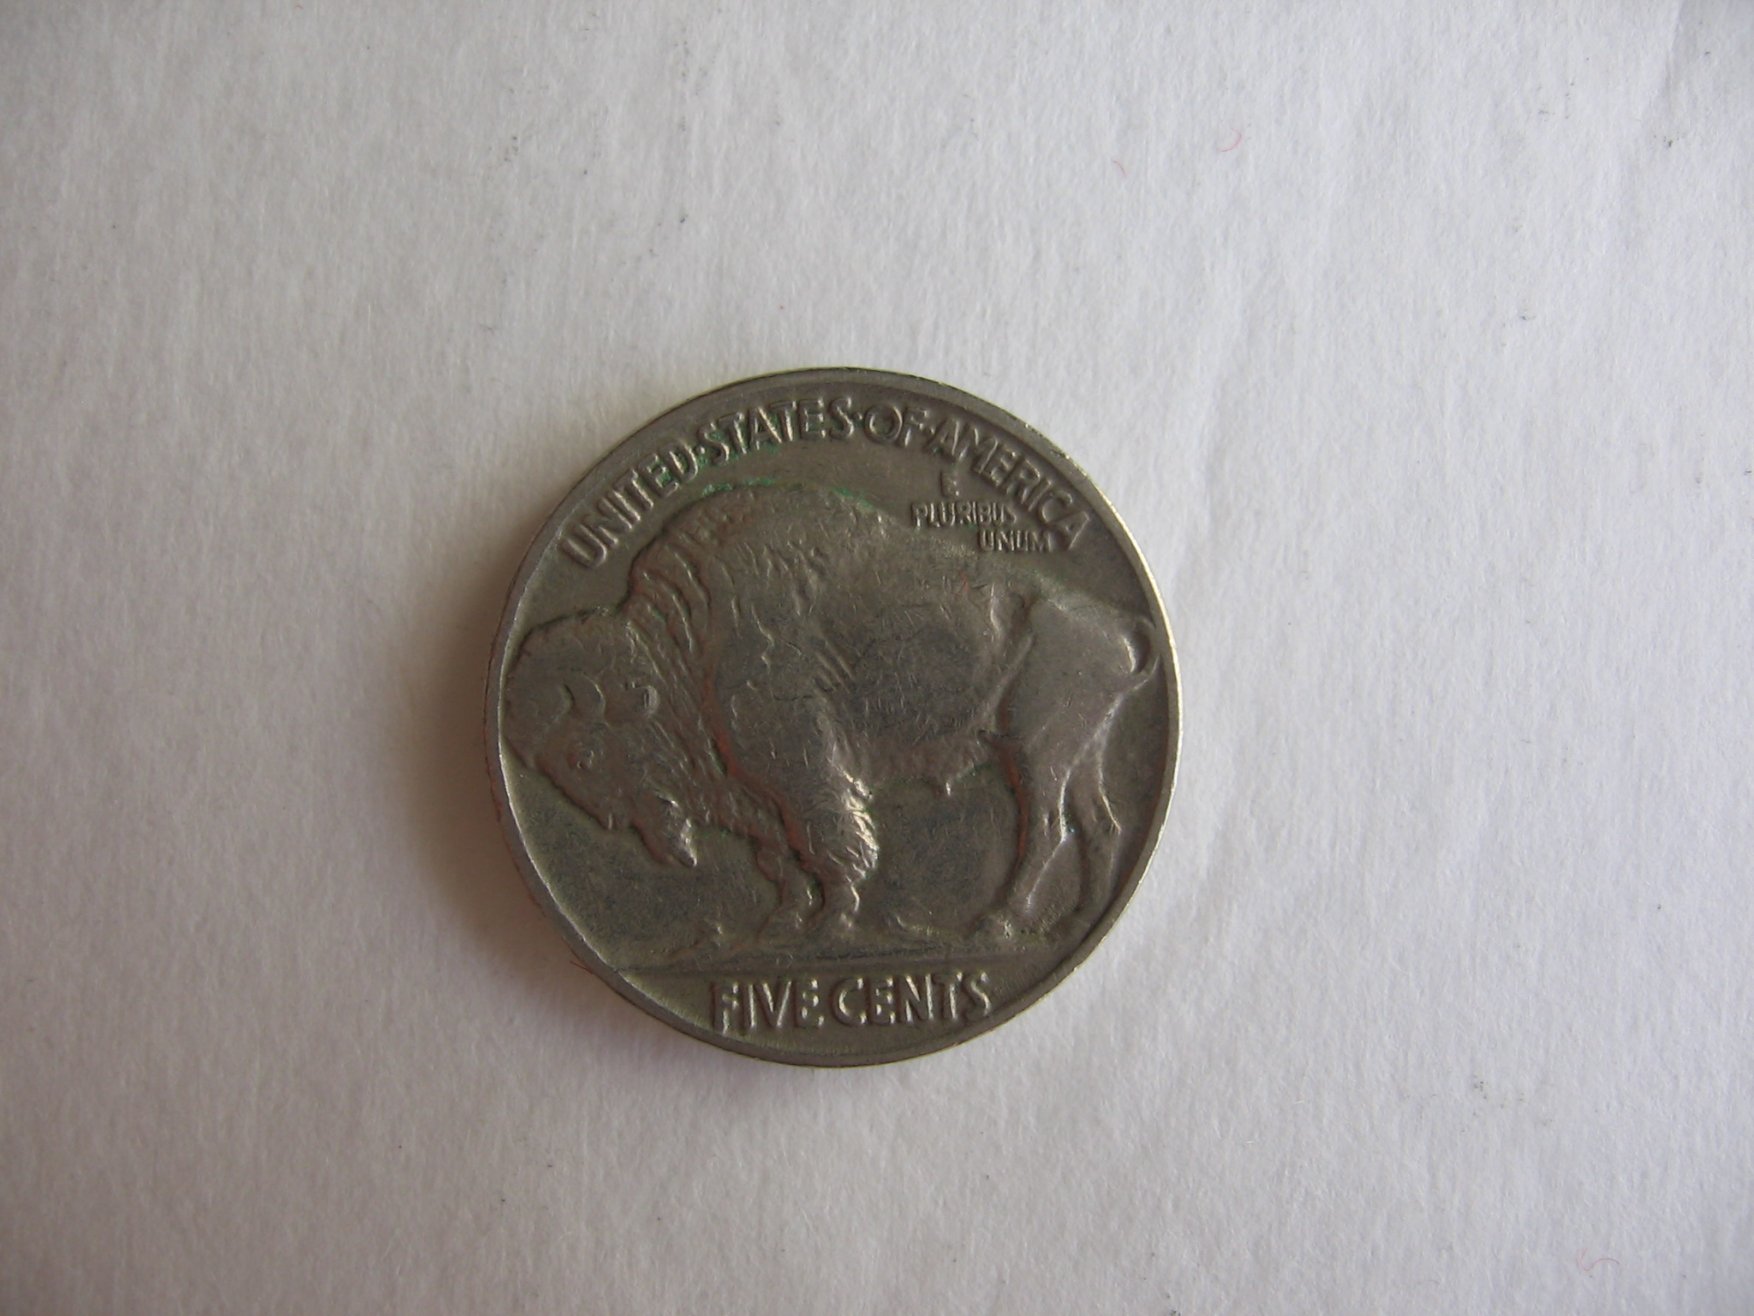 UNITED·STATES·OF·AMERICA
E
PLURIBUS
UNUM
FIVE CENTS